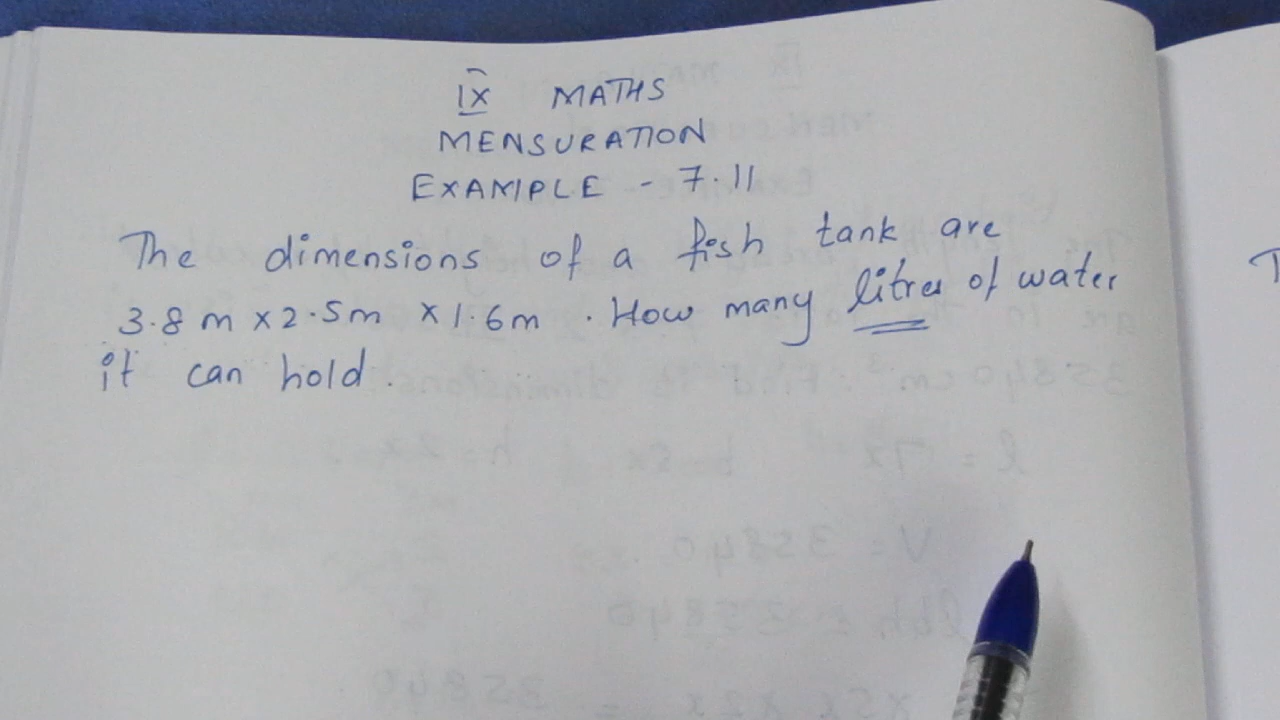 IX MATHS
MENSURATION
EXAMPLE - 7.11
The dimensions of a fish tank are
3.8 m x 2.5m x 1.6m . How many litres of water
it can hold.